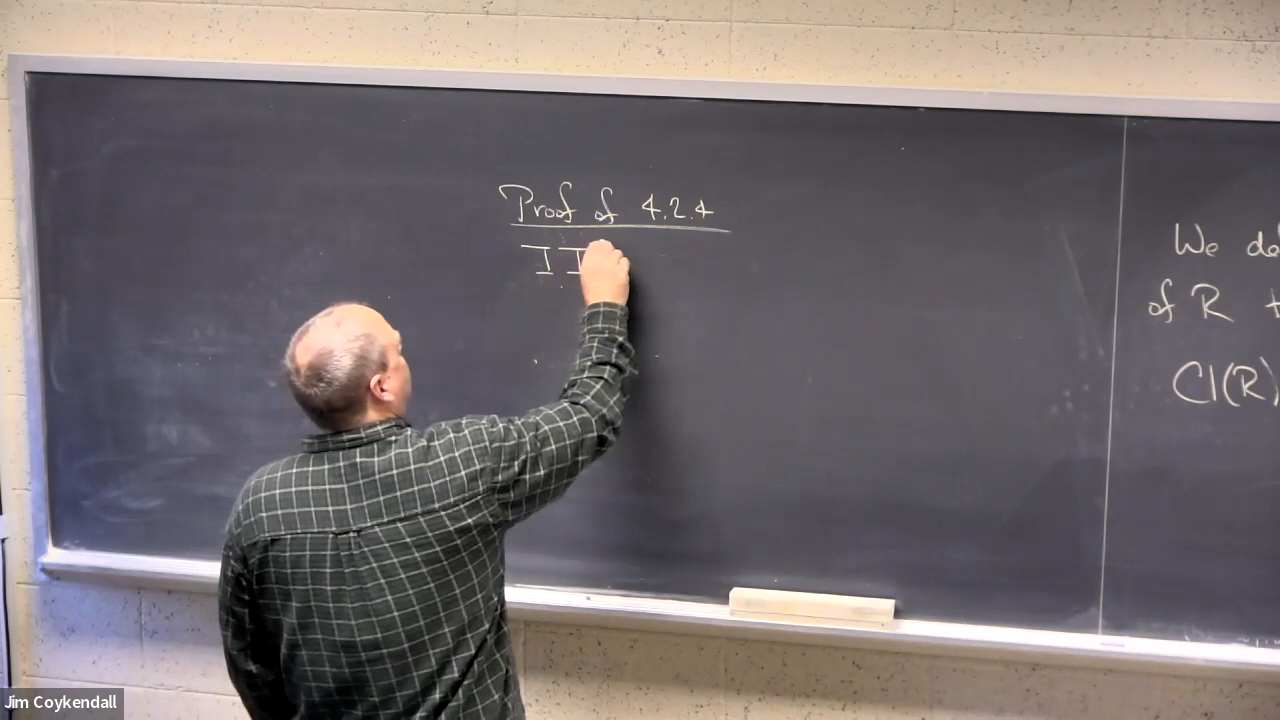 Proof of 4.2.4
I I
We de
of R
Cl(R)
Jim Coykendall